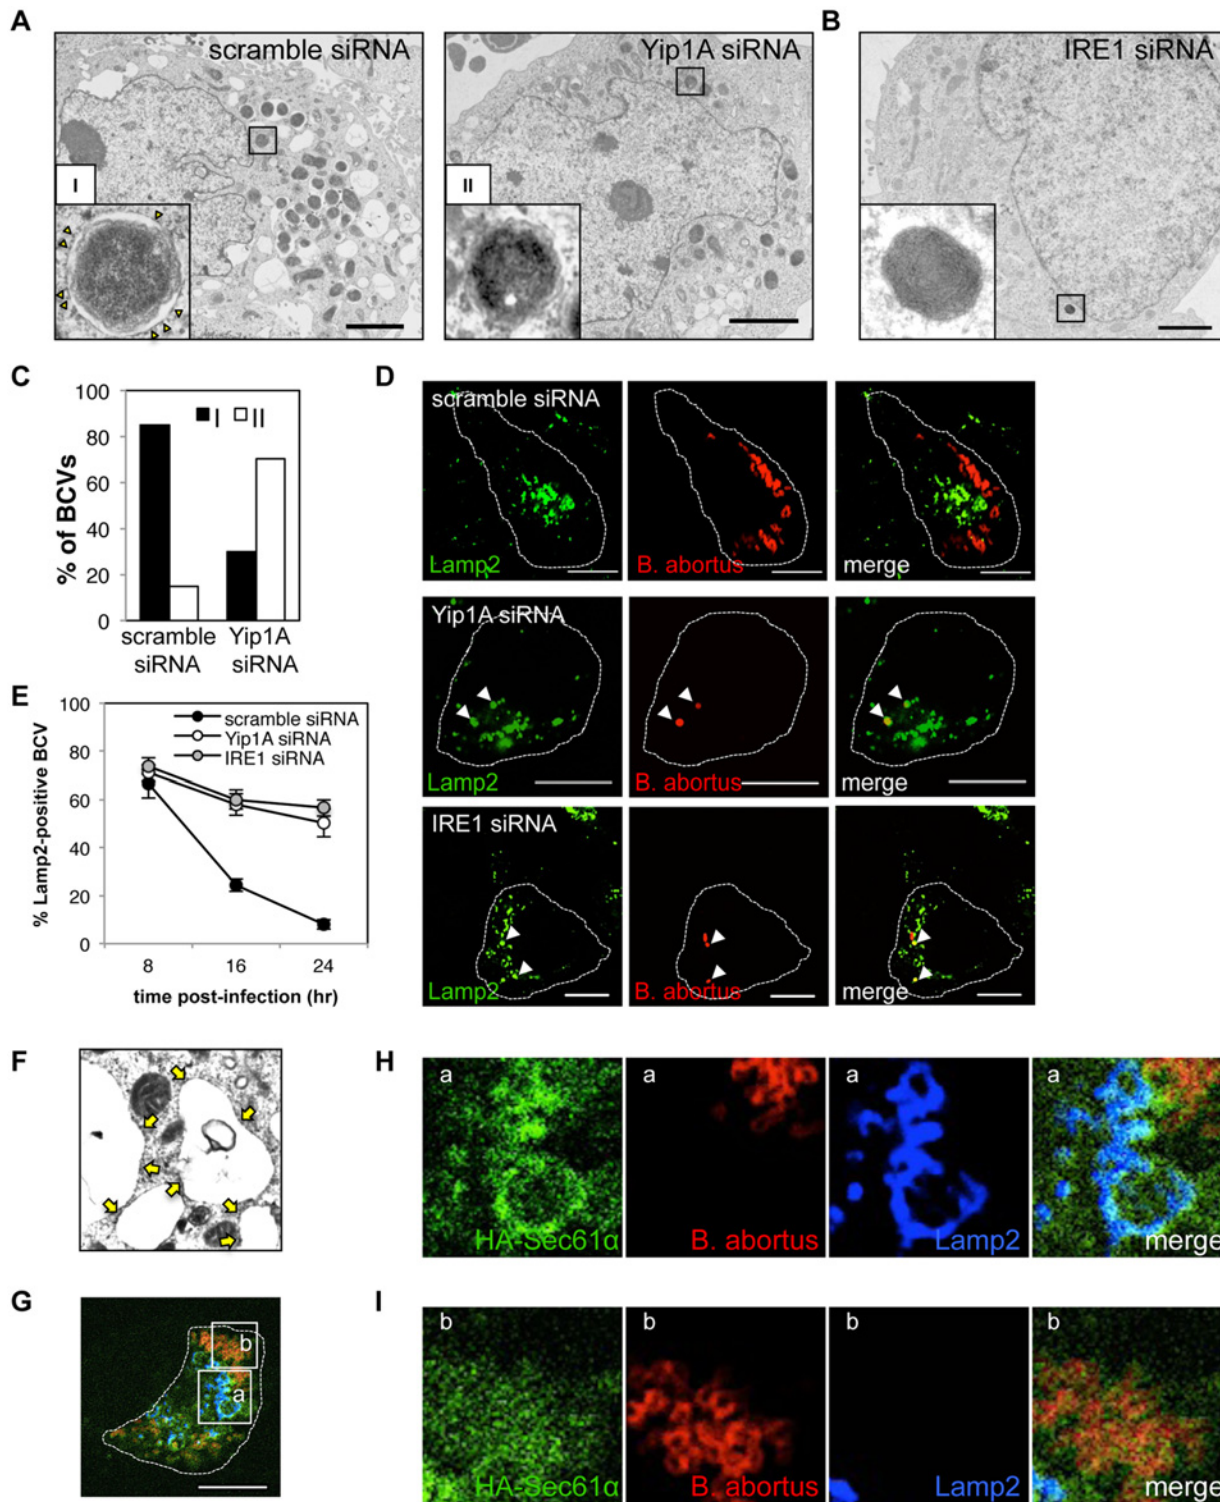 A
scramble siRNA
I
Yip1A siRNA
II
B
IRE1 siRNA
C
% of BCVs
100
80
60
40
20
0
I II
scramble siRNA
Yip1A siRNA
D
scramble siRNA
Lamp2
B. abortus
merge
Yip1A siRNA
Lamp2
B. abortus
merge
IRE1 siRNA
Lamp2
B. abortus
merge
E
% Lamp2-positive BCV
100
80
60
40
20
0
scramble siRNA
Yip1A siRNA
IRE1 siRNA
8 16 24
time post-infection (hr)
F
G
b
a
H
a
HA-Sec61α
a
B. abortus
a
Lamp2
a
merge
I
b
HA-Sec61α
b
B. abortus
b
Lamp2
b
merge